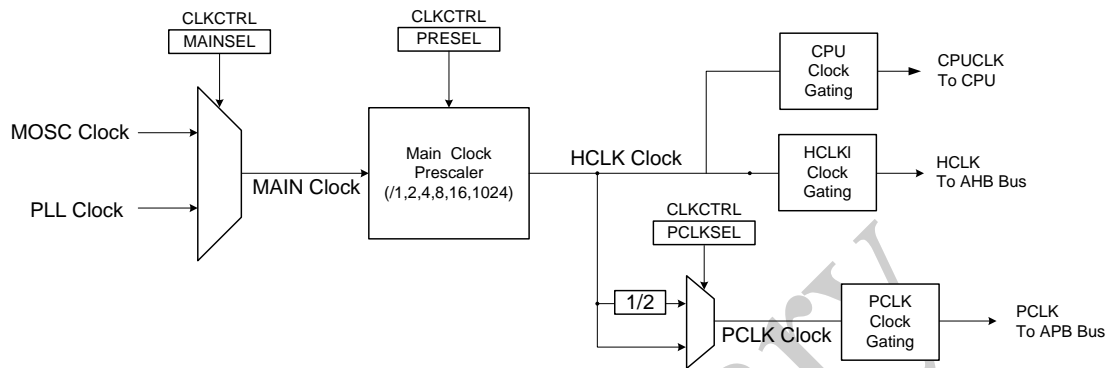 CLKCTRL
MAINSEL
CLKCTRL
PRESEL
MOSC Clock
PLL Clock
MAIN Clock
Main Clock
Prescaler
(/1,2,4,8,16,1024)
HCLK Clock
CPU
Clock
Gating
CPUCLK
To CPU
HCLKI
Clock
Gating
HCLK
To AHB Bus
CLKCTRL
PCLKSEL
1/2
PCLK Clock
PCLK
Clock
Gating
PCLK
To APB Bus